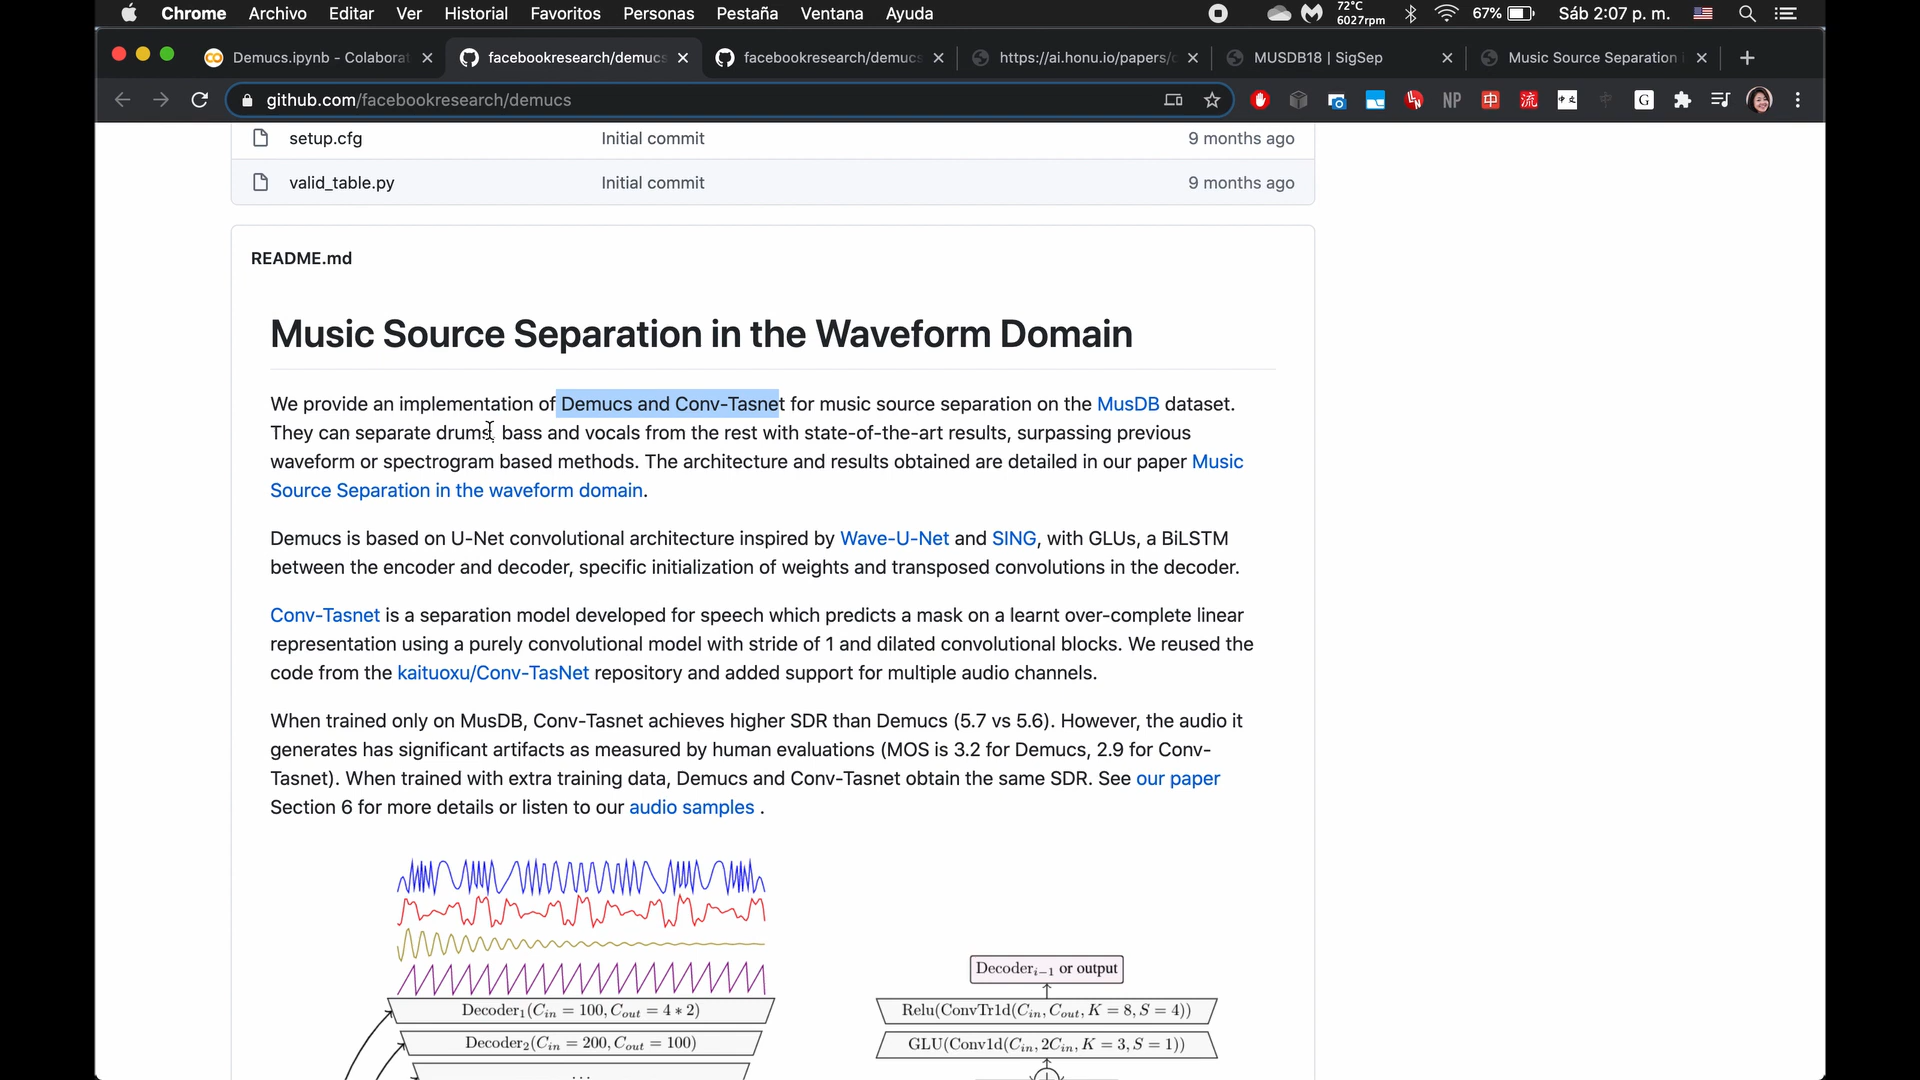 Chrome Archivo Editar Ver Historial Favoritos Personas Pestaña Ventana Ayuda 72°C 6027rpm 67% Sáb 2:07 p. m.
Demucs.ipynb - Colaborat facebookresearch/demucs facebookresearch/demucs https://ai.honu.io/papers/ MUSDB18 | SigSep Music Source Separation
github.com/facebookresearch/demucs NP 中 流 中文 中 G
setup.cfg Initial commit 9 months ago
valid_table.py Initial commit 9 months ago
README.md
Music Source Separation in the Waveform Domain
We provide an implementation of Demucs and Conv-Tasnet for music source separation on the MusDB dataset.
They can separate drums, bass and vocals from the rest with state-of-the-art results, surpassing previous
waveform or spectrogram based methods. The architecture and results obtained are detailed in our paper Music
Source Separation in the waveform domain.
Demucs is based on U-Net convolutional architecture inspired by Wave-U-Net and SING, with GLUs, a BiLSTM
between the encoder and decoder, specific initialization of weights and transposed convolutions in the decoder.
Conv-Tasnet is a separation model developed for speech which predicts a mask on a learnt over-complete linear
representation using a purely convolutional model with stride of 1 and dilated convolutional blocks. We reused the
code from the kaituoxu/Conv-TasNet repository and added support for multiple audio channels.
When trained only on MusDB, Conv-Tasnet achieves higher SDR than Demucs (5.7 vs 5.6). However, the audio it
generates has significant artifacts as measured by human evaluations (MOS is 3.2 for Demucs, 2.9 for Conv-
Tasnet). When trained with extra training data, Demucs and Conv-Tasnet obtain the same SDR. See our paper
Section 6 for more details or listen to our audio samples .
Decoder₁(C_in = 100, C_out = 4 ∗ 2)
Decoder₂(C_in = 200, C_out = 100)
...
Decoder_{i−1} or output
Relu(ConvTr1d(C_in, C_out, K = 8, S = 4))
GLU(Conv1d(C_in, 2C_in, K = 3, S = 1))